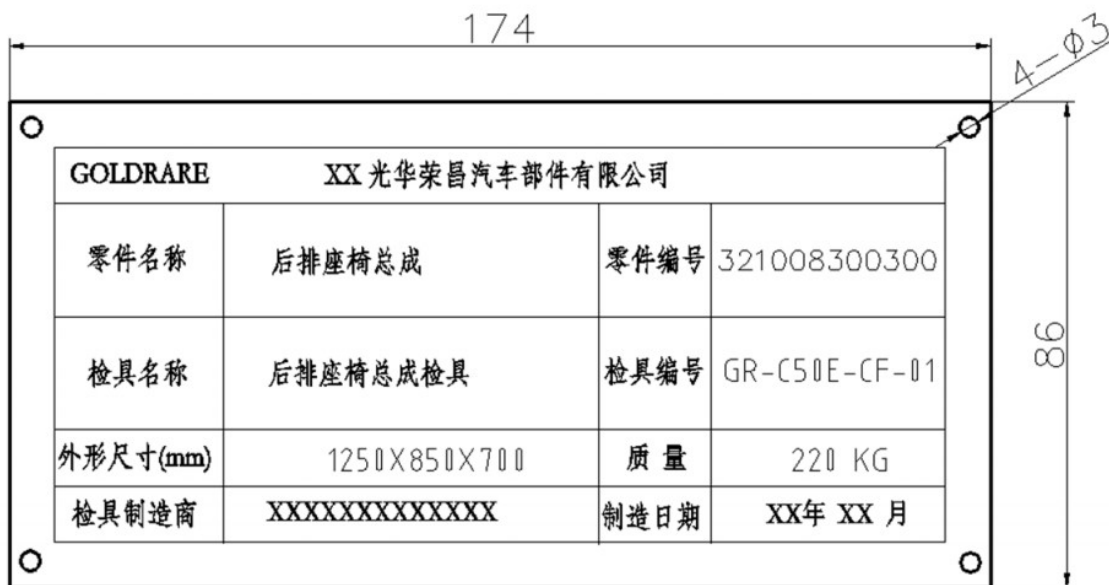 174
4-φ3
GOLDRARE XX 光华荣昌汽车部件有限公司
零件名称 后排座椅总成 零件编号 321008300300
86
检具名称 后排座椅总成检具 检具编号 GR-C50E-CF-01
外形尺寸(mm) 1250X850X700 质 量 220 KG
检具制造商 XXXXXXXXXXXXX 制造日期 XX年 XX 月